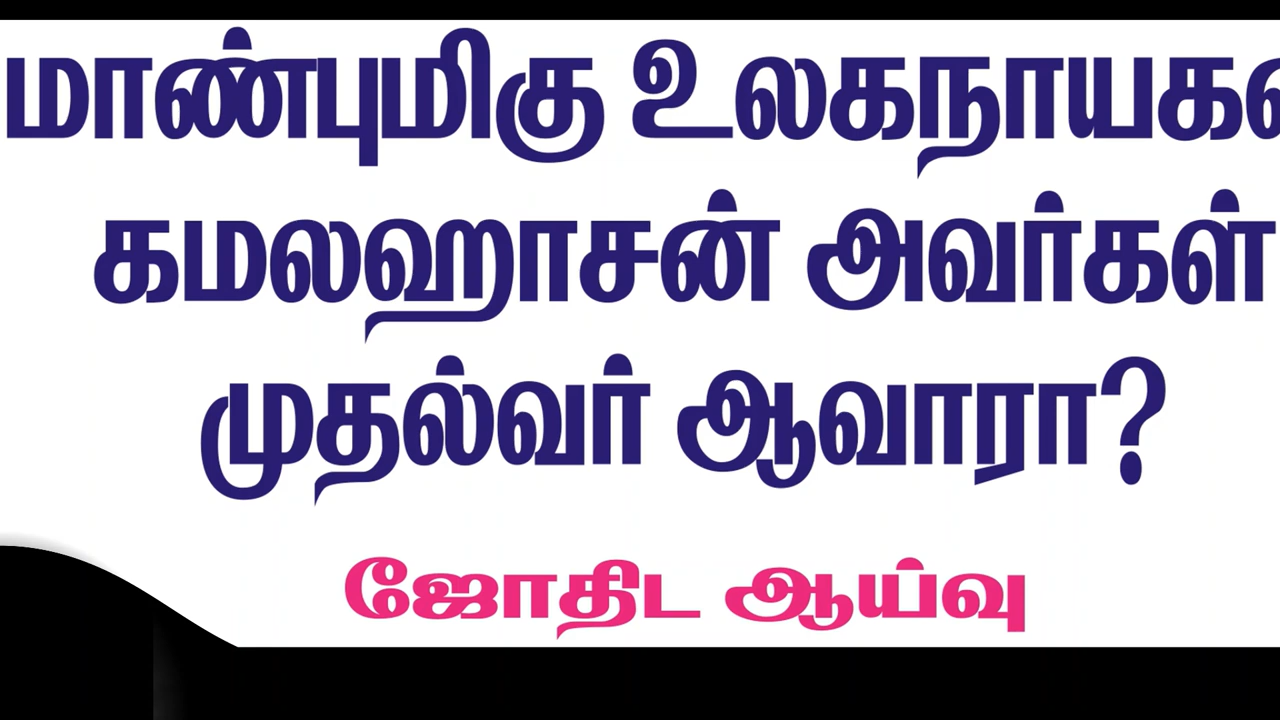 மாண்புமிகு உலகநாயக
கமலஹாசன் அவர்கள்
முதல்வர் ஆவாரா?
ஜோதிட ஆய்வு